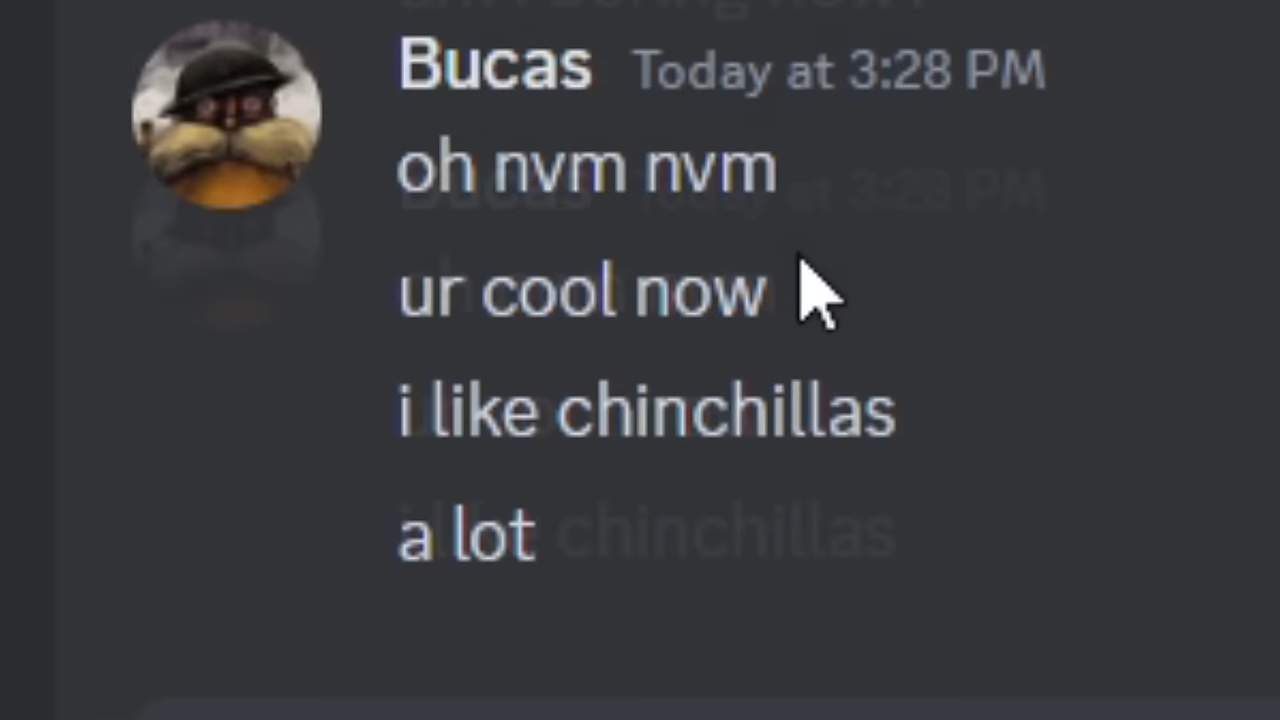 Bucas Today at 3:28 PM
oh nvm nvm
ur cool now
i like chinchillas
a lot